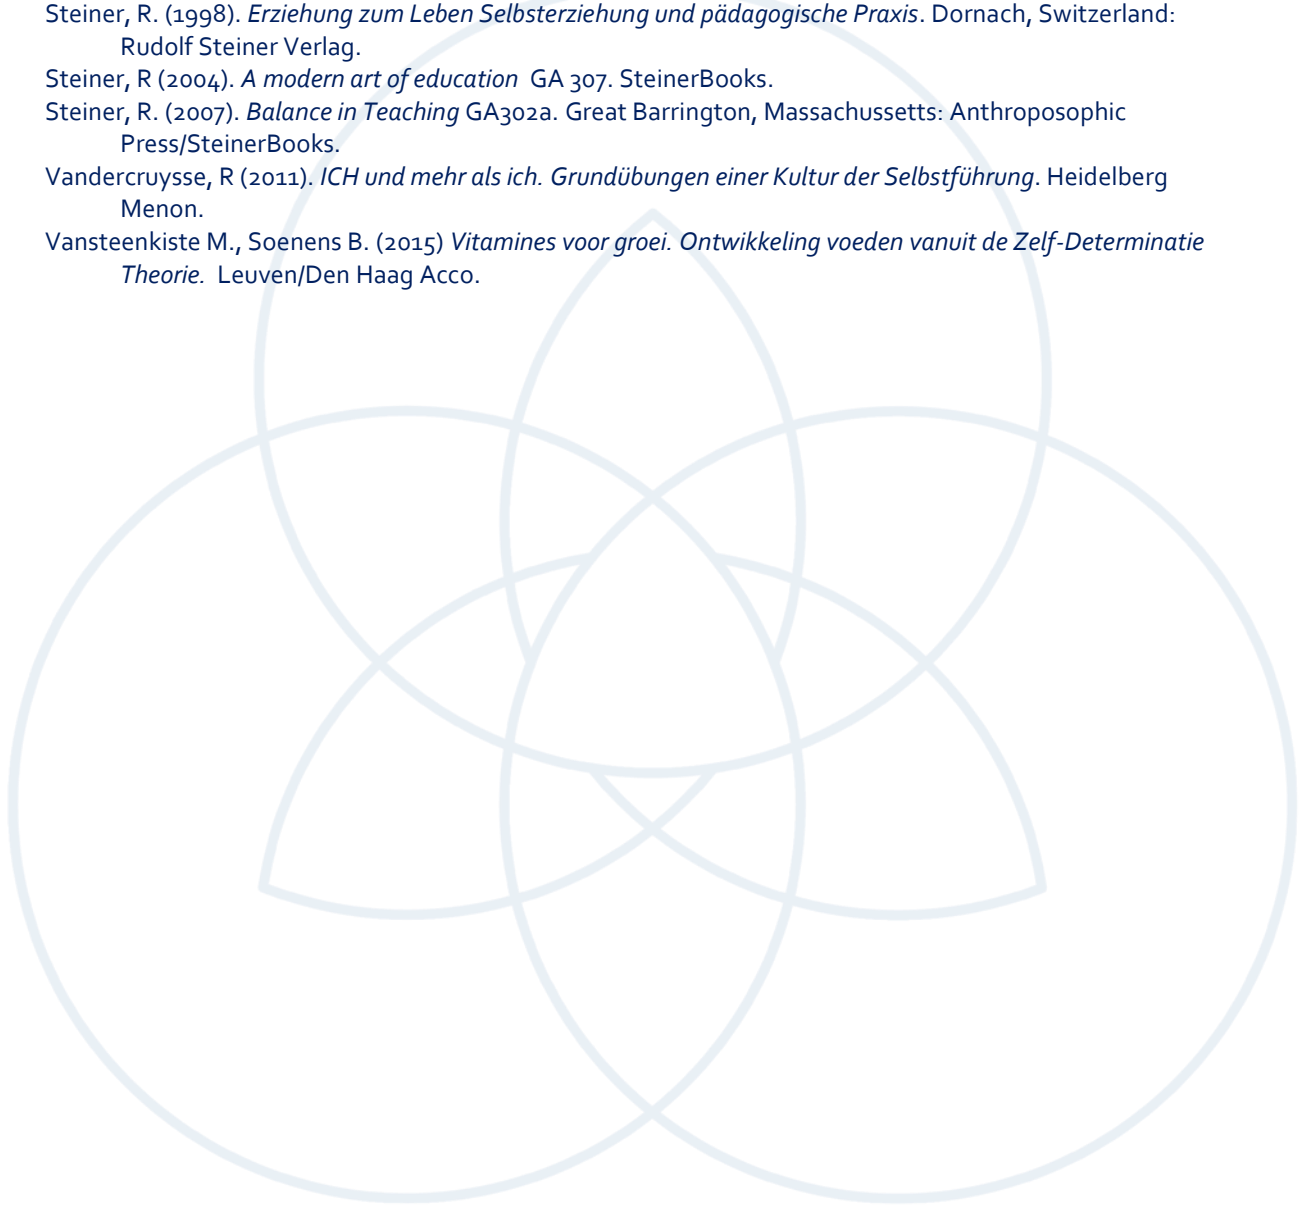 Steiner, R. (1998). Erziehung zum Leben Selbsterziehung und pädagogische Praxis. Dornach, Switzerland:
Rudolf Steiner Verlag.
Steiner, R (2004). A modern art of education  GA 307. SteinerBooks.
Steiner, R. (2007). Balance in Teaching GA302a. Great Barrington, Massachussetts: Anthroposophic
Press/SteinerBooks.
Vandercruysse, R (2011). ICH und mehr als ich. Grundübungen einer Kultur der Selbstführung. Heidelberg
Menon.
Vansteenkiste M., Soenens B. (2015) Vitamines voor groei. Ontwikkeling voeden vanuit de Zelf-Determinatie
Theorie.  Leuven/Den Haag Acco.